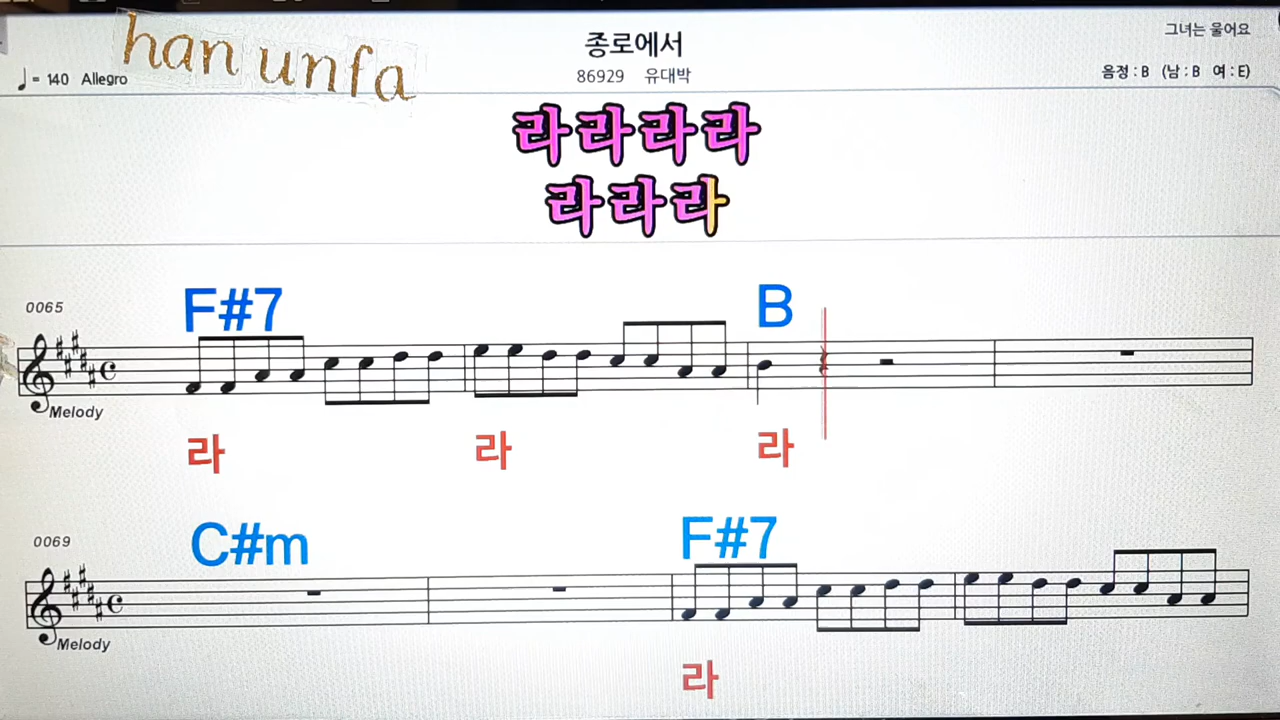 han unfa
종로에서
그녀는 울어요
♩= 140 Allegro
86929 유대박
음정 : B (남 : B 여 : E)
라라라라
라라라
0065
F#7 B
Melody
라 라 라
0069
C#m F#7
Melody
라